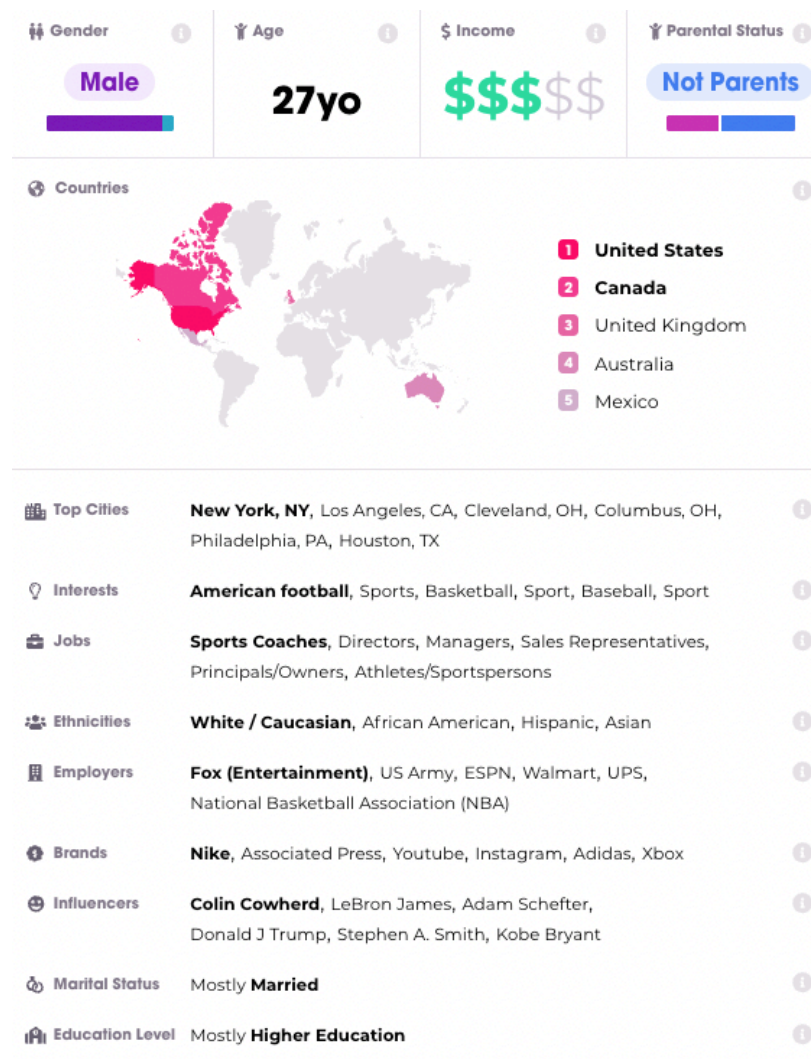 Gender
Male
Age
27yo
$ Income
$$$$$
Parental Status
Not Parents
Countries
1 United States
2 Canada
3 United Kingdom
4 Australia
5 Mexico
Top Cities
New York, NY, Los Angeles, CA, Cleveland, OH, Columbus, OH,
Philadelphia, PA, Houston, TX
Interests
American football, Sports, Basketball, Sport, Baseball, Sport
Jobs
Sports Coaches, Directors, Managers, Sales Representatives,
Principals/Owners, Athletes/Sportspersons
Ethnicities
White / Caucasian, African American, Hispanic, Asian
Employers
Fox (Entertainment), US Army, ESPN, Walmart, UPS,
National Basketball Association (NBA)
Brands
Nike, Associated Press, Youtube, Instagram, Adidas, Xbox
Influencers
Colin Cowherd, LeBron James, Adam Schefter,
Donald J Trump, Stephen A. Smith, Kobe Bryant
Marital Status
Mostly Married
Education Level
Mostly Higher Education